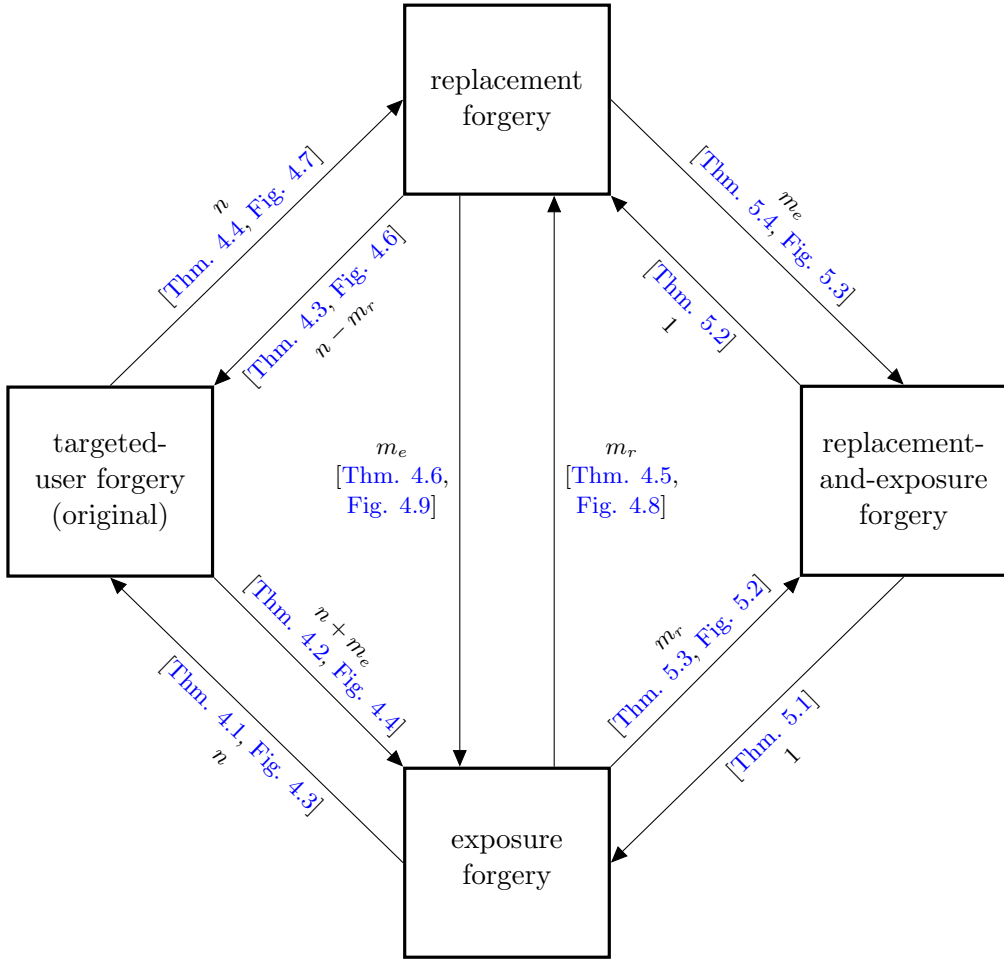 replacement
forgery
n
[Thm. 4.4, Fig. 4.7]
m_e
[Thm. 5.4, Fig. 5.3]
[Thm. 4.3, Fig. 4.6]
n − m_r
[Thm. 5.2]
1
targeted-
user forgery
(original)
m_e
[Thm. 4.6,
Fig. 4.9]
m_r
[Thm. 4.5,
Fig. 4.8]
replacement-
and-exposure
forgery
n + m_e
[Thm. 4.2, Fig. 4.4]
[Thm. 4.1, Fig. 4.3]
n
m_r
[Thm. 5.3, Fig. 5.2]
[Thm. 5.1]
1
exposure
forgery